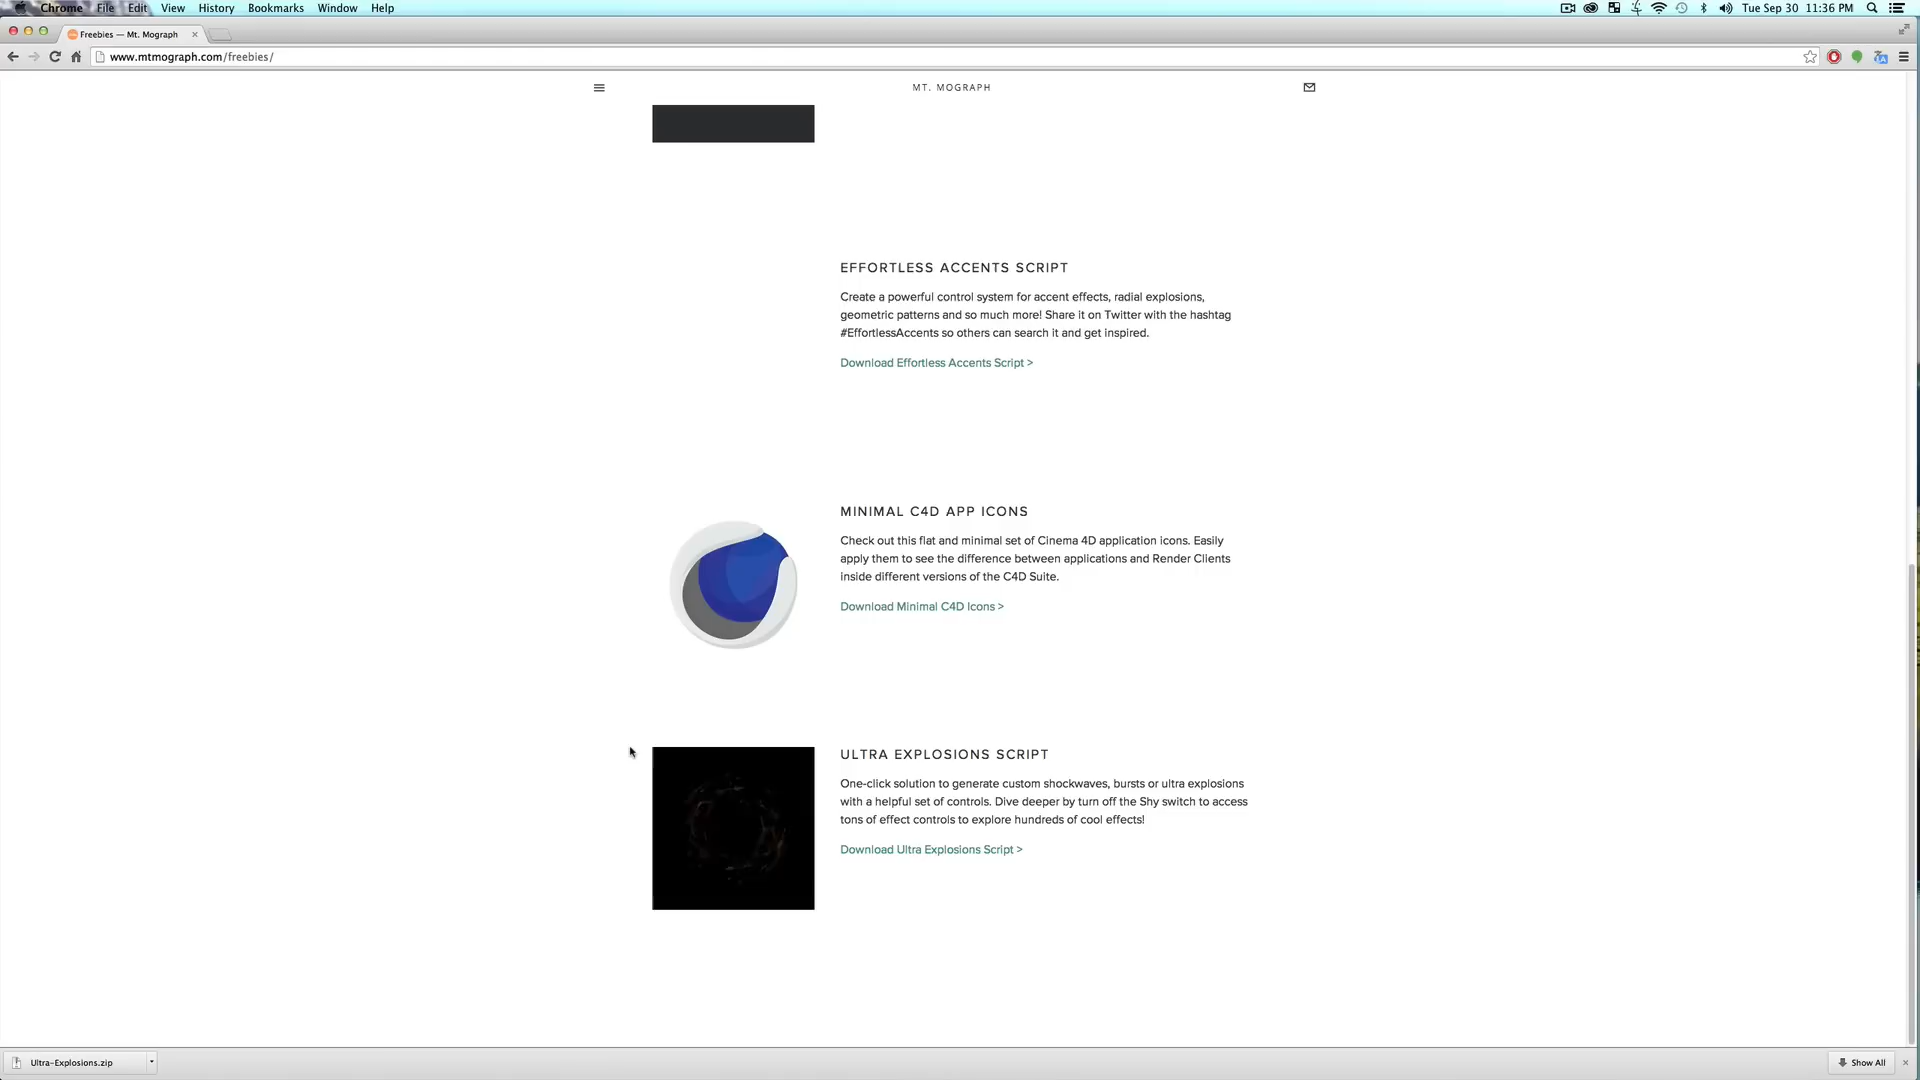 Chrome File Edit View History Bookmarks Window Help Tue Sep 30 11:36 PM
Freebies — Mt. Mograph
www.mtmograph.com/freebies/
MT. MOGRAPH
EFFORTLESS ACCENTS SCRIPT
Create a powerful control system for accent effects, radial explosions,
geometric patterns and so much more! Share it on Twitter with the hashtag
#EffortlessAccents so others can search it and get inspired.
Download Effortless Accents Script >
MINIMAL C4D APP ICONS
Check out this flat and minimal set of Cinema 4D application icons. Easily
apply them to see the difference between applications and Render Clients
inside different versions of the C4D Suite.
Download Minimal C4D Icons >
ULTRA EXPLOSIONS SCRIPT
One-click solution to generate custom shockwaves, bursts or ultra explosions
with a helpful set of controls. Dive deeper by turn off the Shy switch to access
tons of effect controls to explore hundreds of cool effects!
Download Ultra Explosions Script >
Ultra-Explosions.zip
Show All